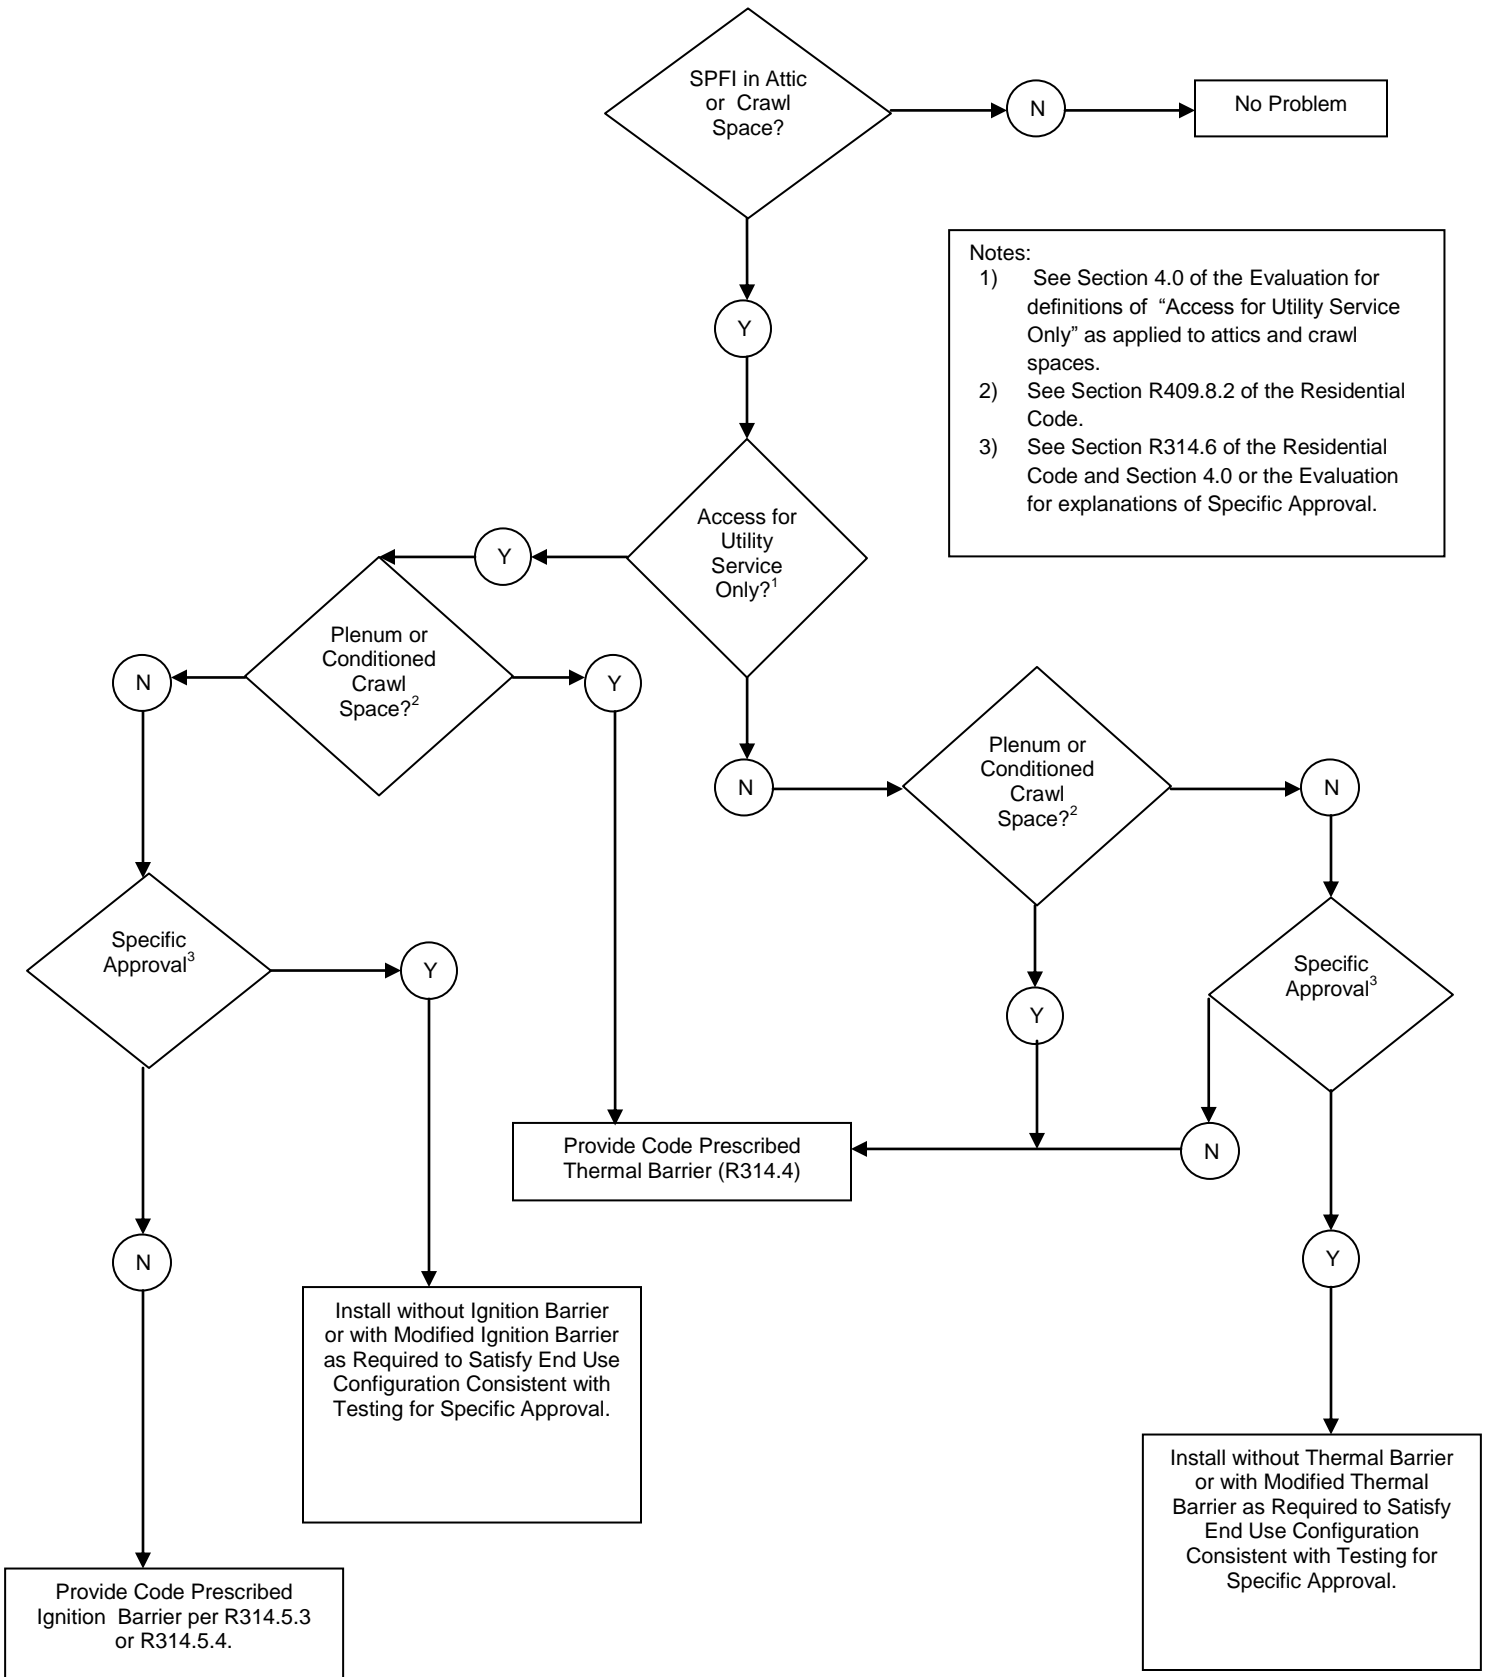 SPFI in Attic
or Crawl
Space?
N
No Problem
Notes:
1) See Section 4.0 of the Evaluation for
definitions of “Access for Utility Service
Only” as applied to attics and crawl
spaces.
2) See Section R409.8.2 of the Residential
Code.
3) See Section R314.6 of the Residential
Code and Section 4.0 or the Evaluation
for explanations of Specific Approval.
Y
Access for
Utility
Service
Only?1
Y
Plenum or
Conditioned
Crawl
Space?2
N
Y
N
Plenum or
Conditioned
Crawl
Space?2
N
Specific
Approval3
Y
Y
Specific
Approval3
N
Provide Code Prescribed
Thermal Barrier (R314.4)
N
Y
Install without Ignition Barrier
or with Modified Ignition Barrier
as Required to Satisfy End Use
Configuration Consistent with
Testing for Specific Approval.
Install without Thermal Barrier
or with Modified Thermal
Barrier as Required to Satisfy
End Use Configuration
Consistent with Testing for
Specific Approval.
Provide Code Prescribed
Ignition Barrier per R314.5.3
or R314.5.4.